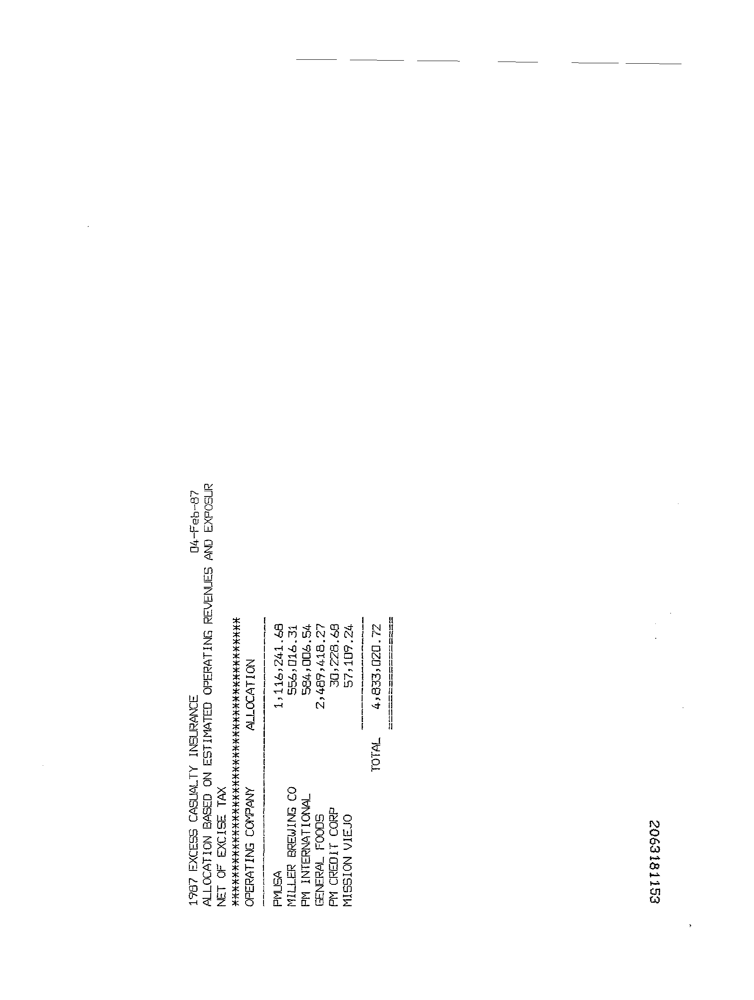 1987 EXCESS CASUALTY INSURANCE 04-Feb-87
ALLOCATION BASED ON ESTIMATED OPERATING REVENUES AND EXPOSUR
NET OF EXCISE TAX
******************************************
OPERATING COMPANY ALLOCATION
PMUSA 1,116,241.68
MILLER BREWING CO 556,016.31
PM INTERNATIONAL 584,006.54
GENERAL FOODS 2,489,418.27
PM CREDIT CORP 30,228.68
MISSION VIEJO 57,109.24
TOTAL 4,833,020.72
2063181153